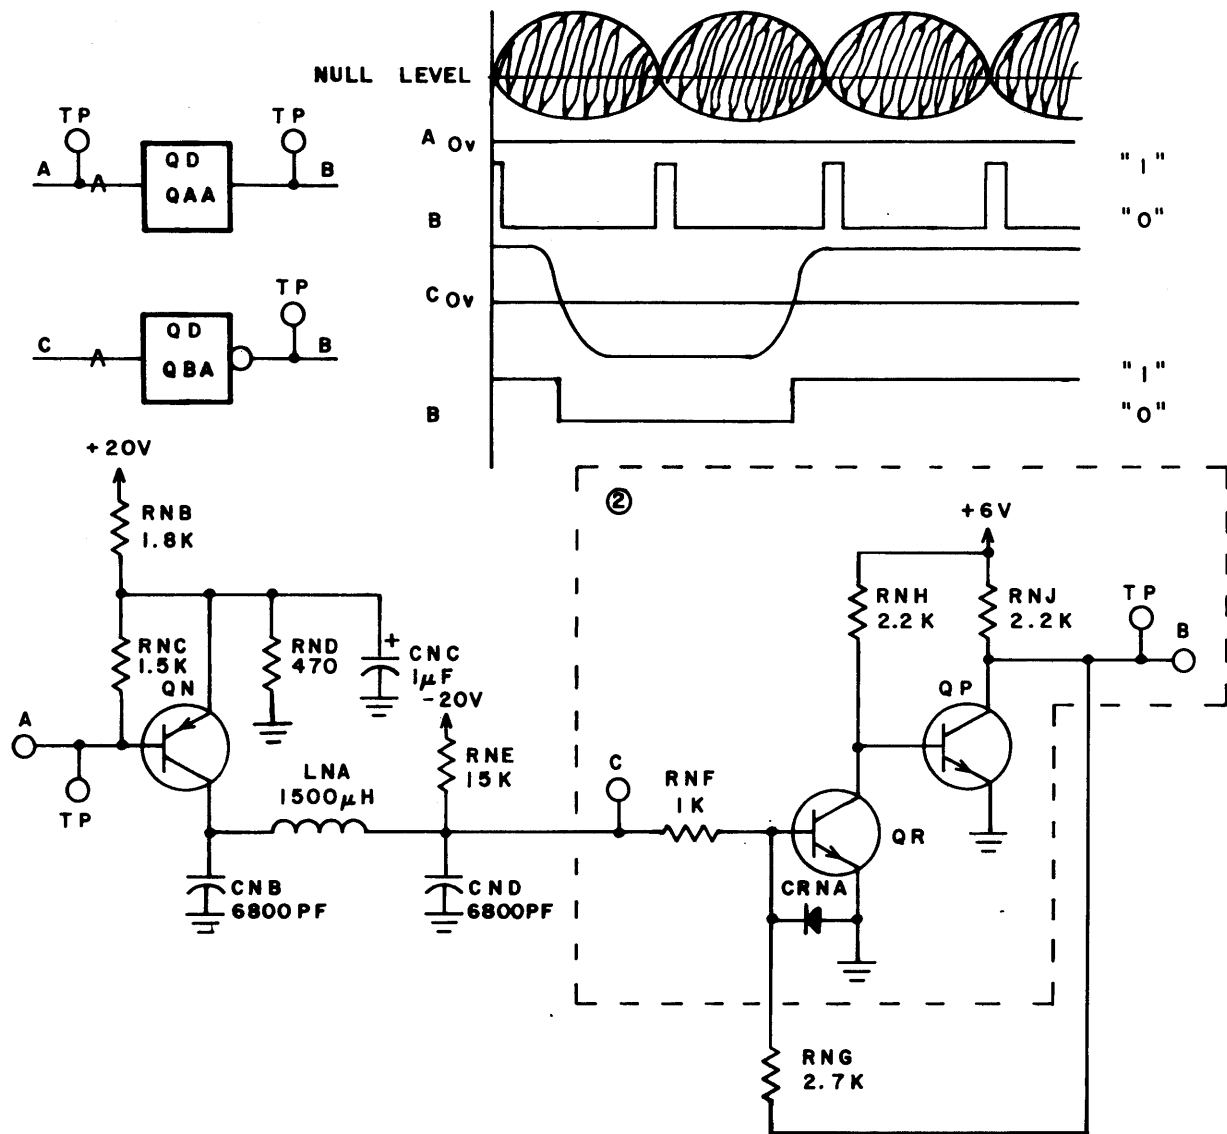 NULL LEVEL
A 0v
"1"
B
"0"
C 0v
"1"
B
"0"
TP
TP
A
A
QD
QAA
B
TP
C
A
QD
QBA
B
+20V
RNB
1.8K
RNC
1.5K
QN
RND
470
CNC
+
1µF
-20V
A
TP
LNA
1500µH
RNE
15K
CNB
6800PF
CND
6800PF
2
+6V
RNH
2.2K
RNJ
2.2K
TP
B
QP
C
RNF
1K
QR
CRNA
RNG
2.7K